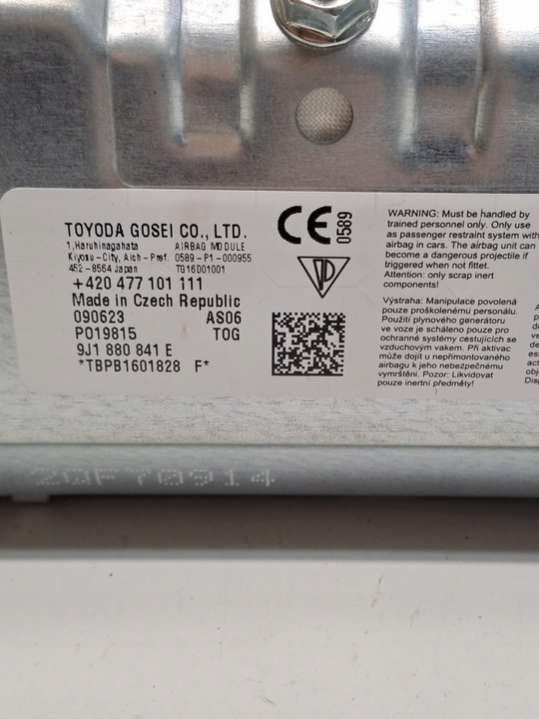 TOYODA GOSEI CO., LTD.
1,Haruhinagahata AIRBAG MODULE
Kiyosu-City, Aich-Pref. 0589-P1-000955
452-8564 Japan TG16D01001
+420 477 101 111
Made in Czech Republic
090623 AS06
P019815 TOG
9J1 880 841 E
*TBPB1601828 F*
CE 0589
WARNING: Must be handled by
trained personnel only. Only use
as passenger restraint system with
airbag in cars. The airbag unit can
become a dangerous projectile if
triggered when not fittet.
Attention: only scrap inert
components!
Výstraha: Manipulace povolená
pouze proškolenému personálu.
Použití plynového generátoru
ve voze je scháleno pouze pro
ochranné systémy cestujících se
vzduchovým vakem. Při aktivac
může dojít u nepřimontovaného
airbagu k jeho nebezpečnému
vymrštění. Pozor: Likvidovat
pouze inertní předměty!